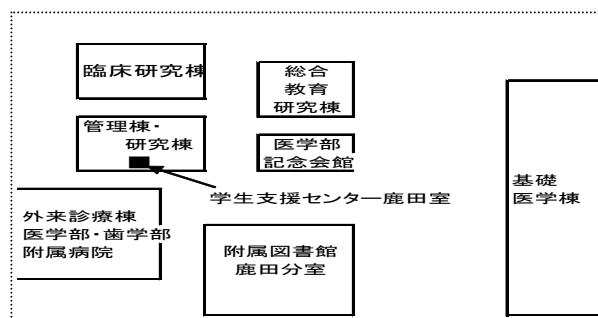 臨床研究棟
総合
教育
研究棟
管理棟・
研究棟
医学部
記念会館
学生支援センター鹿田室
基礎
医学棟
外来診療棟
医学部・歯学部
附属病院
附属図書館
鹿田分室